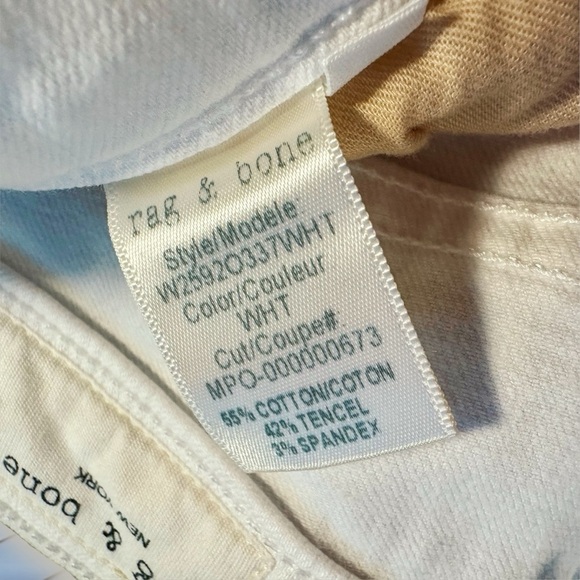 rag & bone
Style/Modele
W2592O337WHT
Color/Couleur
WHT
Cut/Coupe#
MPO-000000673
55% COTTON/COTON
42% TENCEL
3% SPANDEX
& bone
NEW YORK